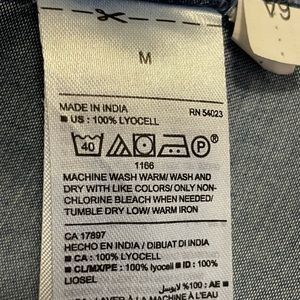 M
MADE IN INDIA RN 54023
■ US : 100% LYOCELL
40 P
1166
MACHINE WASH WARM/ WASH AND
DRY WITH LIKE COLORS/ ONLY NON-
CHLORINE BLEACH WHEN NEEDED/
TUMBLE DRY LOW/ WARM IRON
CA 17897
HECHO EN INDIA / DIBUAT DI INDIA
■ CA : 100% LYOCELL
■ CL/MX/PE : 100% lyocell ■ ID : 100%
LIOSEL